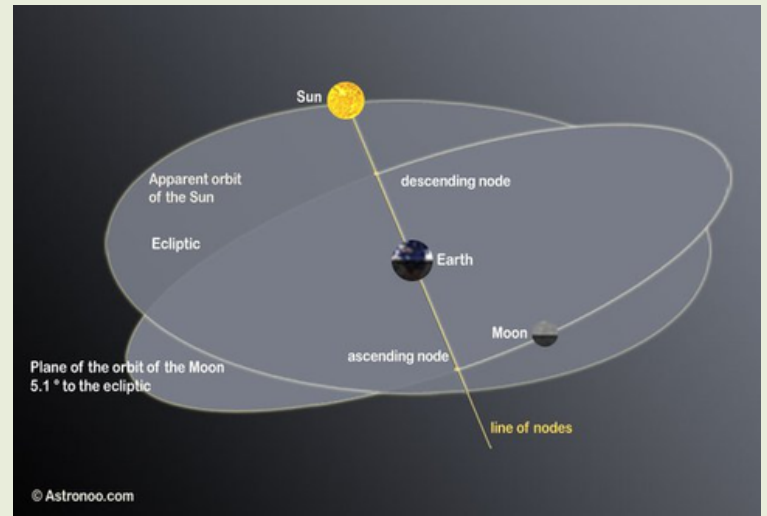 Sun
Apparent orbit
of the Sun
descending node
Ecliptic
Earth
Moon
ascending node
Plane of the orbit of the Moon
5.1 ° to the ecliptic
line of nodes
© Astronoo.com